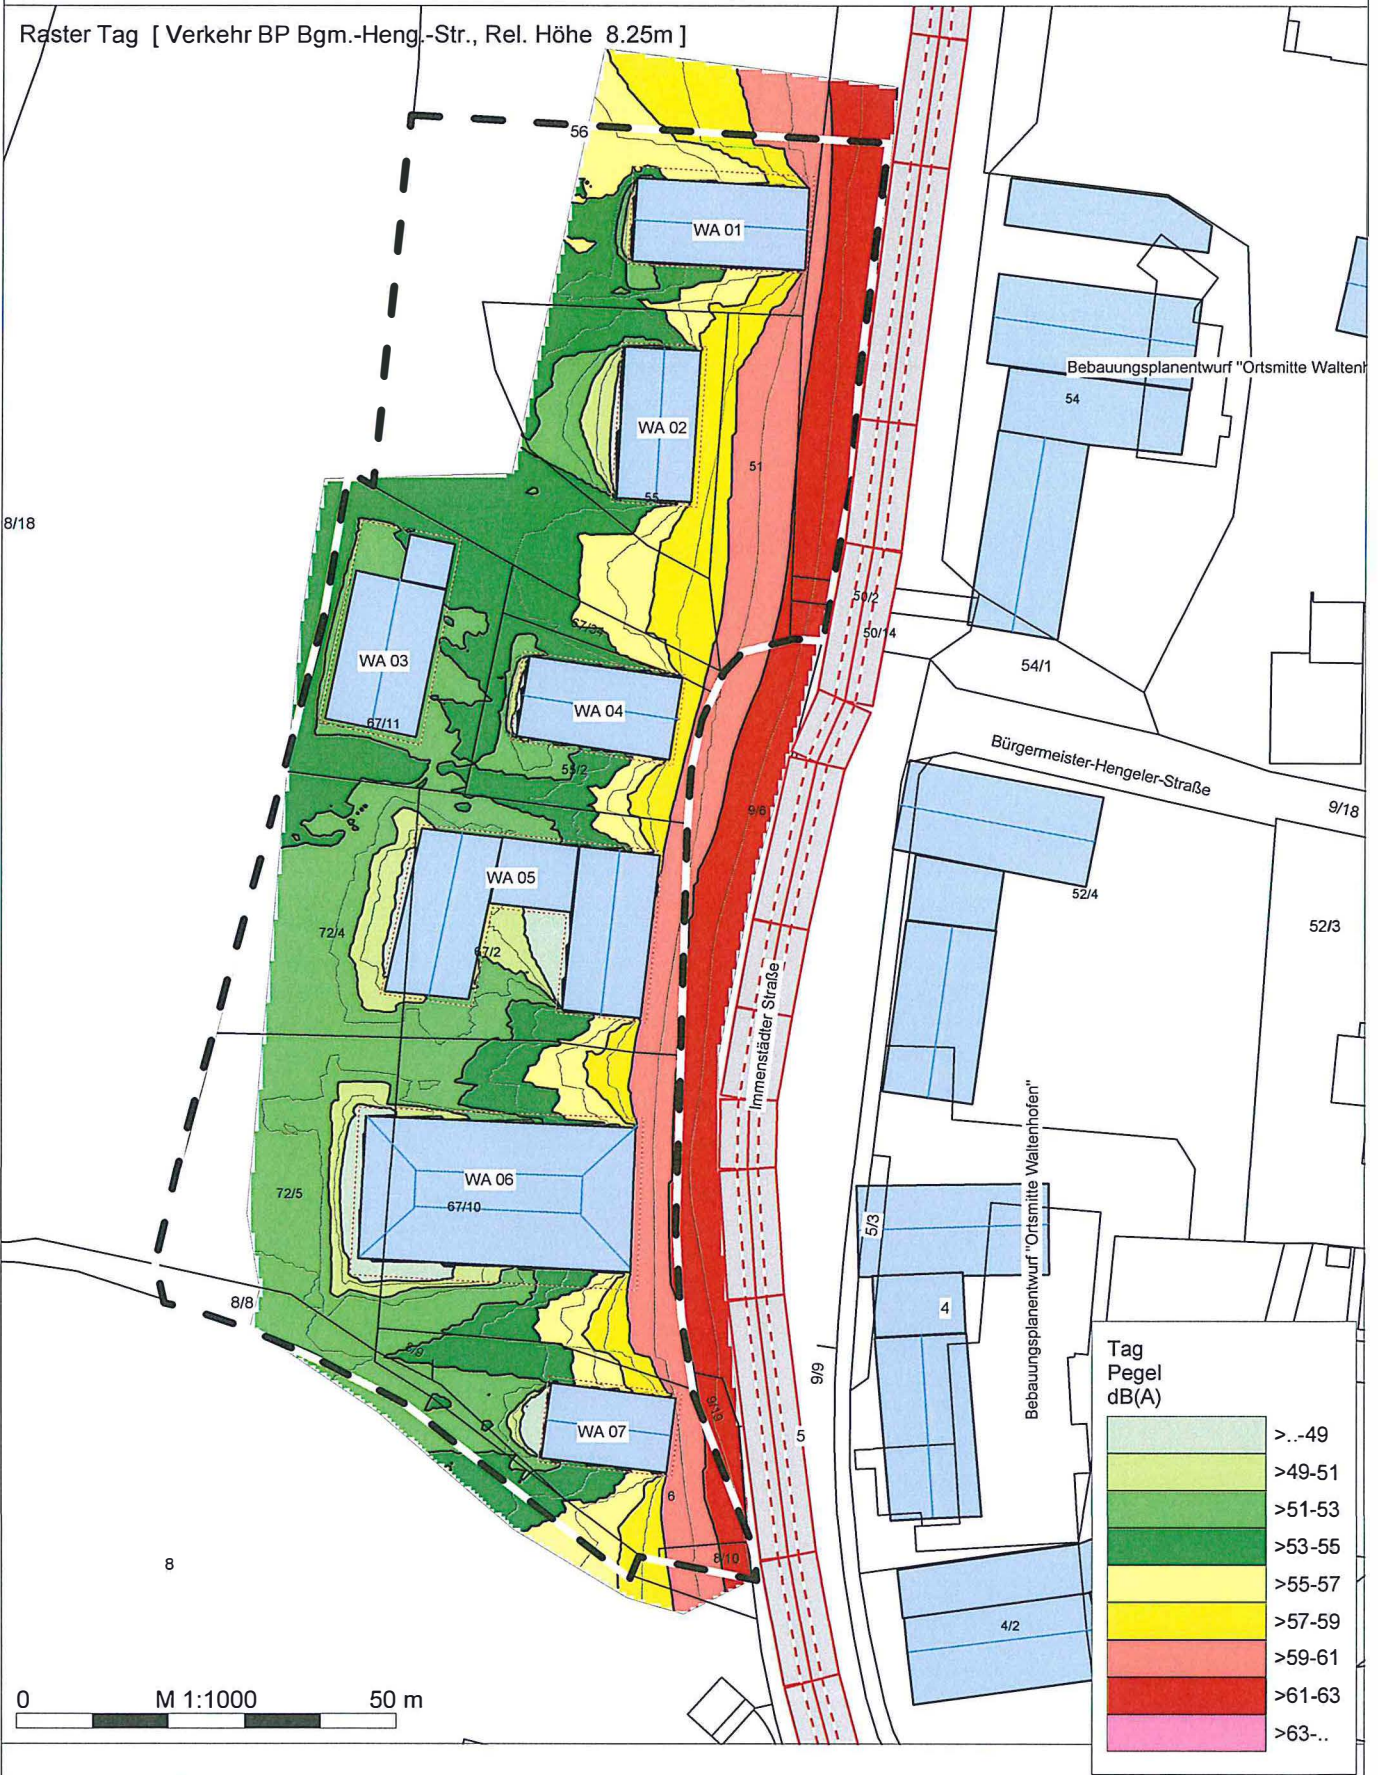 Raster Tag [ Verkehr BP Bgm.-Heng.-Str., Rel. Höhe 8.25m ]
56
WA 01
Bebauungsplanentwurf "Ortsmitte Waltenh
54
WA 02
51
55
8/18
50/2
50/14
67/34
WA 03
54/1
WA 04
67/11
55/2
Bürgermeister-Hengeler-Straße
9/18
9/6
WA 05
52/4
52/3
72/4
67/2
Immenstädter Straße
Bebauungsplanentwurf "Ortsmitte Waltenhofen"
WA 06
72/5
67/10
5/3
8/8
4
9/9
9/19
WA 07
5
6
8/10
8
4/2
Tag
Pegel
dB(A)
>..-49
>49-51
>51-53
>53-55
>55-57
>57-59
>59-61
>61-63
>63-..
0 M 1:1000 50 m